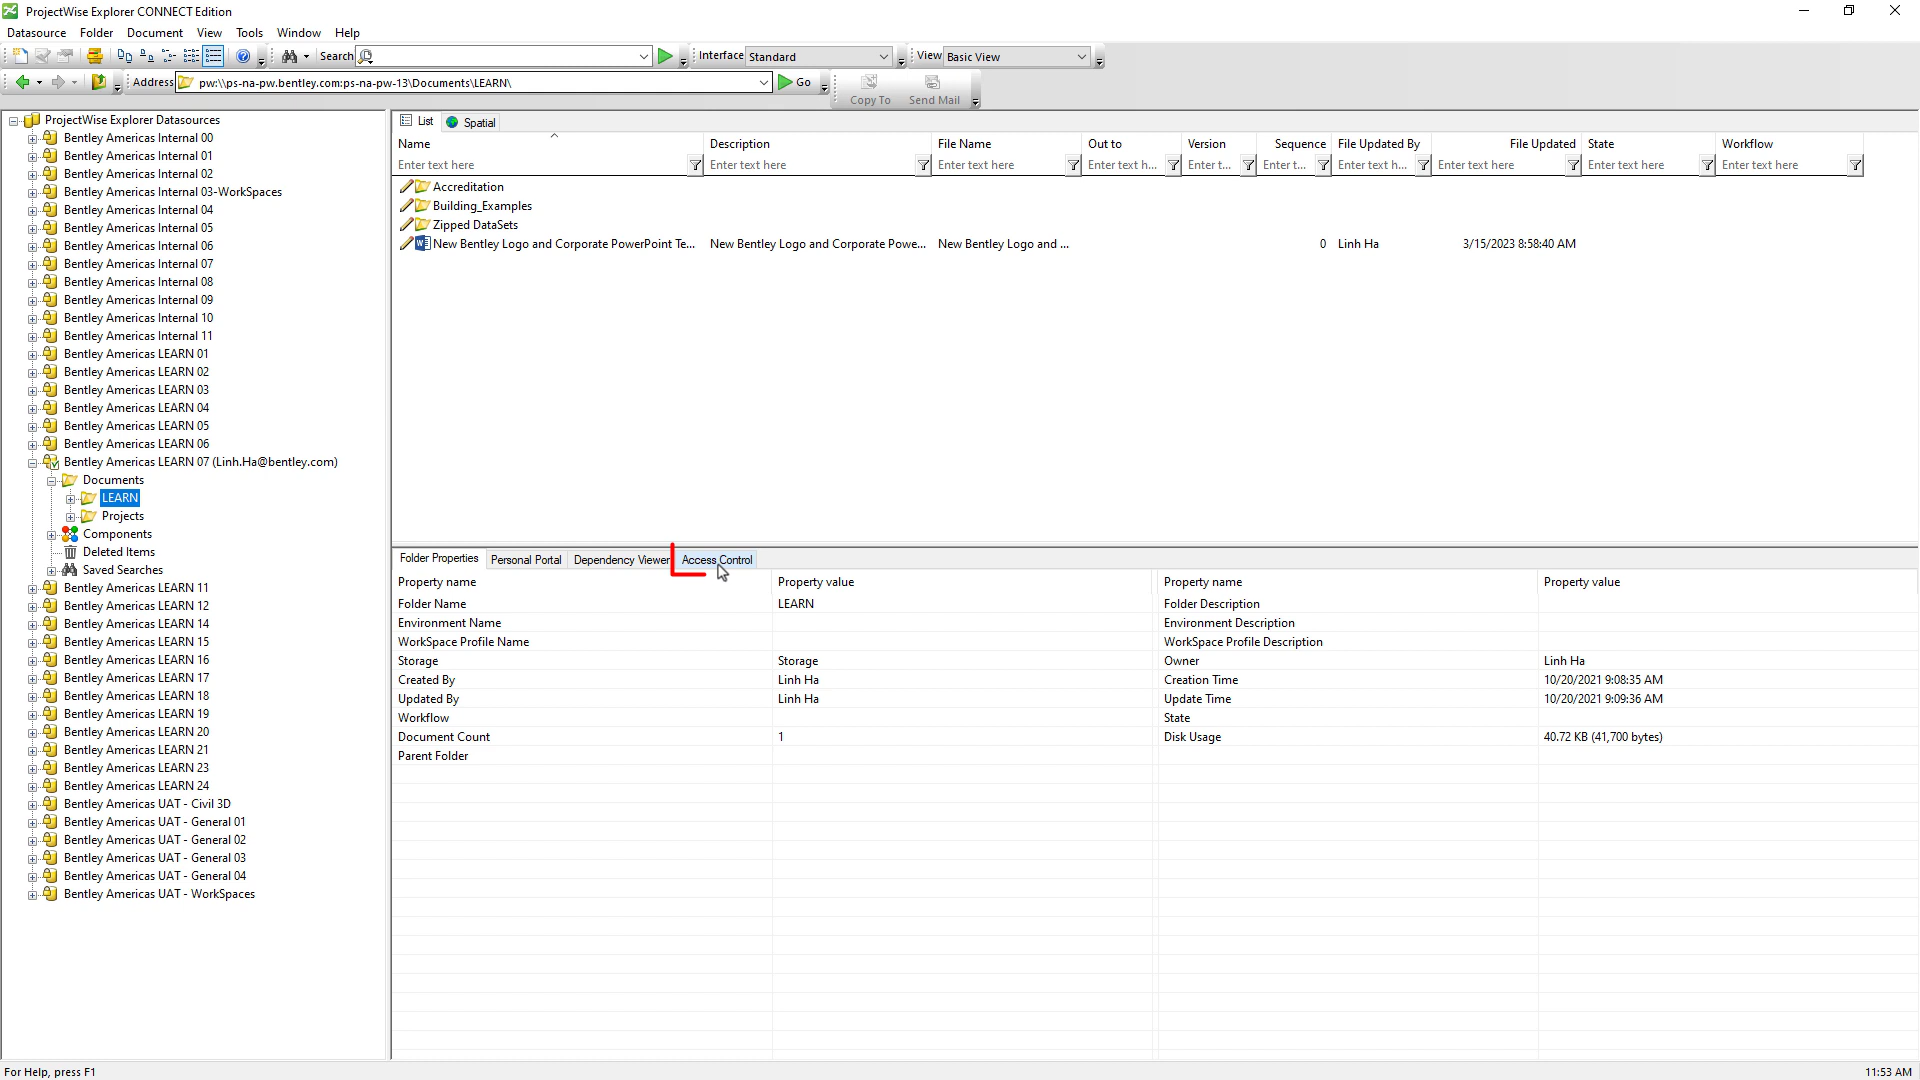 ProjectWise Explorer CONNECT Edition
Datasource Folder Document View Tools Window Help
Search Interface Standard View Basic View
Address pw:\\ps-na-pw.bentley.com:ps-na-pw-13\Documents\LEARN\ Go Copy To Send Mail
ProjectWise Explorer Datasources
Bentley Americas Internal 00
Bentley Americas Internal 01
Bentley Americas Internal 02
Bentley Americas Internal 03-WorkSpaces
Bentley Americas Internal 04
Bentley Americas Internal 05
Bentley Americas Internal 06
Bentley Americas Internal 07
Bentley Americas Internal 08
Bentley Americas Internal 09
Bentley Americas Internal 10
Bentley Americas Internal 11
Bentley Americas LEARN 01
Bentley Americas LEARN 02
Bentley Americas LEARN 03
Bentley Americas LEARN 04
Bentley Americas LEARN 05
Bentley Americas LEARN 06
Bentley Americas LEARN 07 (Linh.Ha@bentley.com)
Documents
LEARN
Projects
Components
Deleted Items
Saved Searches
Bentley Americas LEARN 11
Bentley Americas LEARN 12
Bentley Americas LEARN 14
Bentley Americas LEARN 15
Bentley Americas LEARN 16
Bentley Americas LEARN 17
Bentley Americas LEARN 18
Bentley Americas LEARN 19
Bentley Americas LEARN 20
Bentley Americas LEARN 21
Bentley Americas LEARN 23
Bentley Americas LEARN 24
Bentley Americas UAT - Civil 3D
Bentley Americas UAT - General 01
Bentley Americas UAT - General 02
Bentley Americas UAT - General 03
Bentley Americas UAT - General 04
Bentley Americas UAT - WorkSpaces
List Spatial
Name Description File Name Out to Version Sequence File Updated By File Updated State Workflow
Enter text here Enter text here Enter text here Enter text h... Enter t... Enter t... Enter text h... Enter text here Enter text here Enter text here
Accreditation
Building_Examples
Zipped DataSets
New Bentley Logo and Corporate PowerPoint Te... New Bentley Logo and Corporate Powe... New Bentley Logo and ... 0 Linh Ha 3/15/2023 8:58:40 AM
Folder Properties Personal Portal Dependency Viewer Access Control
Property name Property value Property name Property value
Folder Name LEARN Folder Description
Environment Name Environment Description
WorkSpace Profile Name WorkSpace Profile Description
Storage Storage Owner Linh Ha
Created By Linh Ha Creation Time 10/20/2021 9:08:35 AM
Updated By Linh Ha Update Time 10/20/2021 9:09:36 AM
Workflow State
Document Count 1 Disk Usage 40.72 KB (41,700 bytes)
Parent Folder
For Help, press F1 11:53 AM